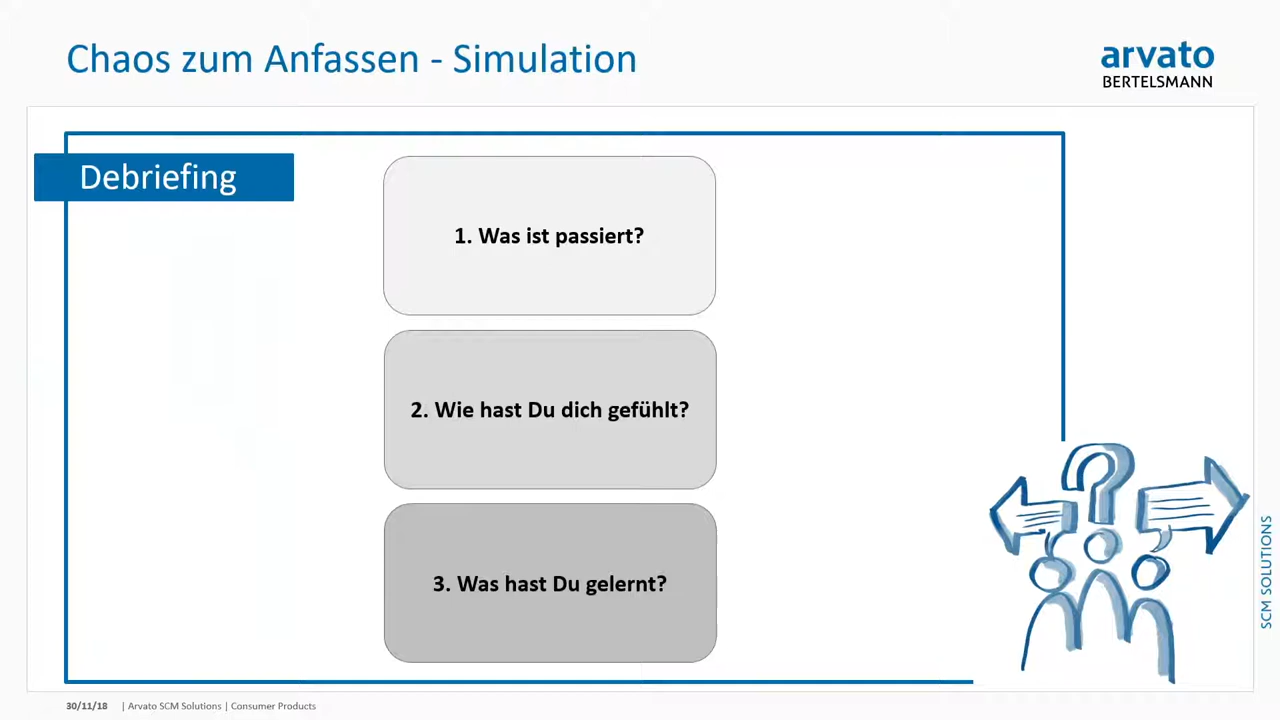 Chaos zum Anfassen - Simulation
arvato
BERTELSMANN
Debriefing
1. Was ist passiert?
2. Wie hast Du dich gefühlt?
3. Was hast Du gelernt?
SCM SOLUTIONS
30/11/18 | Arvato SCM Solutions | Consumer Products